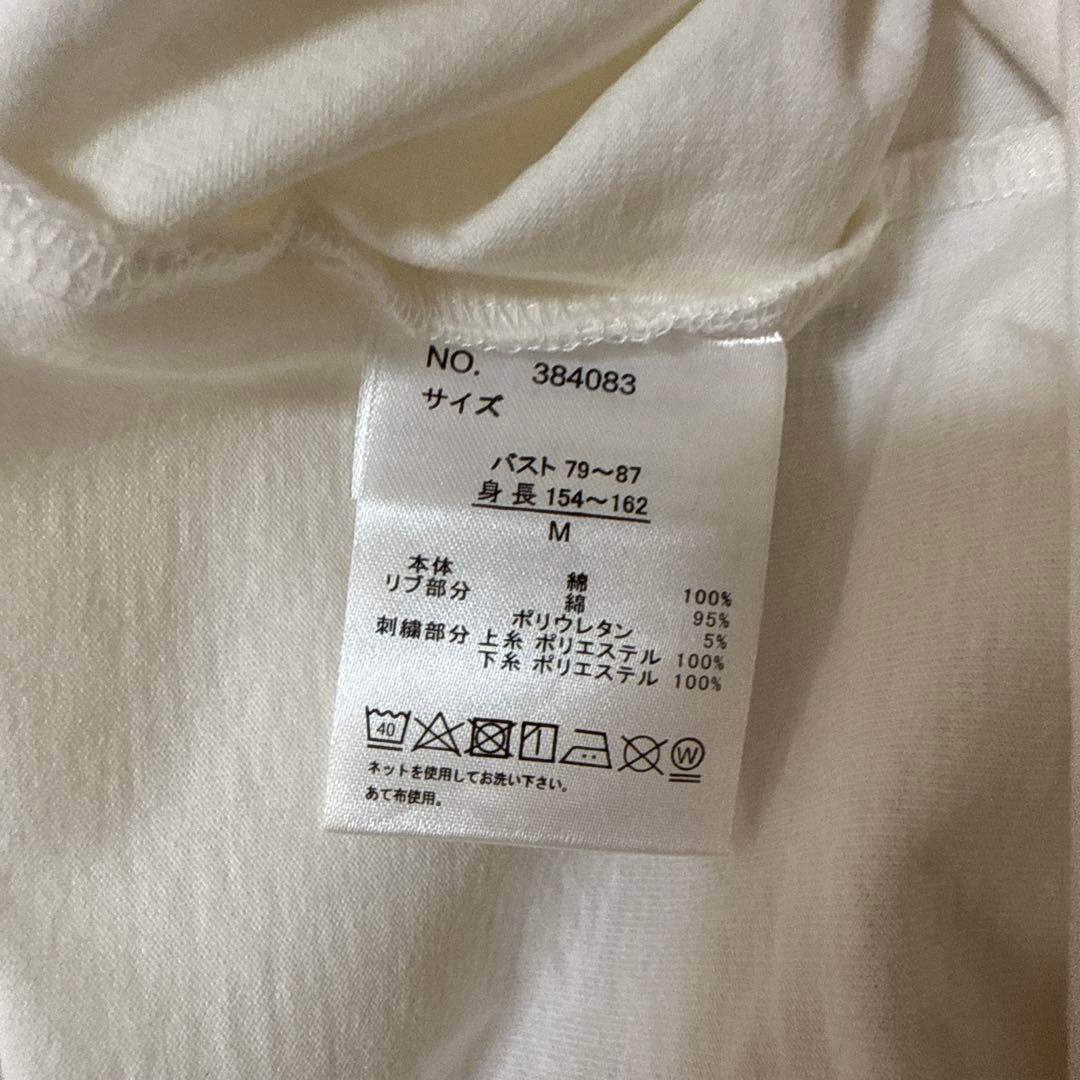 NO. 384083
サイズ
バスト 79～87
身長 154～162
M
本体 綿 100%
リブ部分 綿 95%
ポリウレタン 5%
刺繍部分 上糸 ポリエステル 100%
下糸 ポリエステル 100%
40 W
ネットを使用してお洗い下さい。
あて布使用。